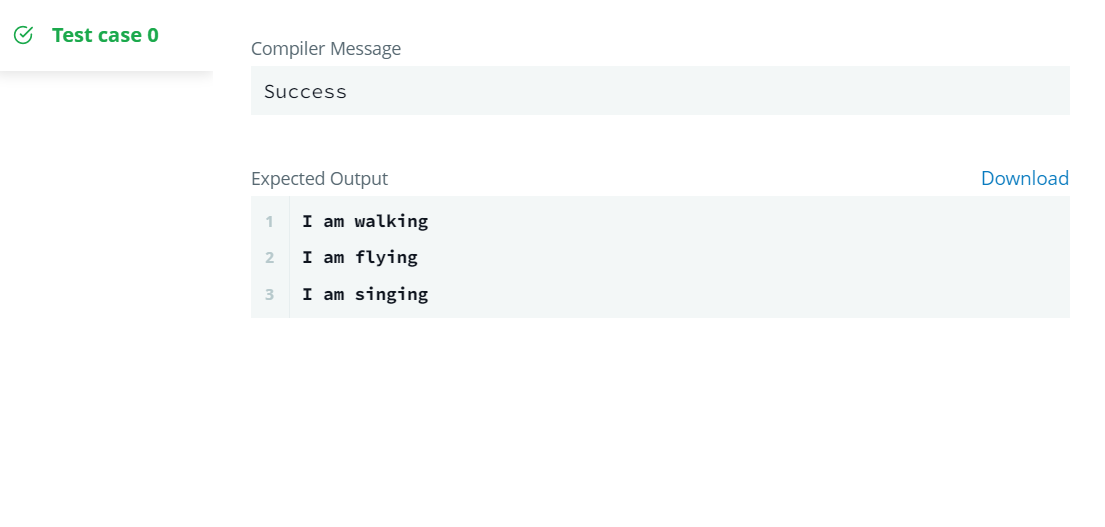 Test case 0
Compiler Message
Success
Expected Output
Download
1 I am walking
2 I am flying
3 I am singing